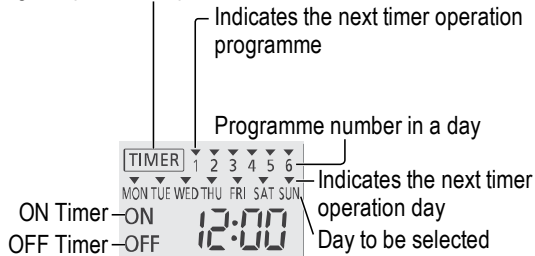 Indicates the next timer operation
programme
Programme number in a day
TIMER 1 2 3 4 5 6
MON TUE WED THU FRI SAT SUN
Indicates the next timer
operation day
ON Timer
ON
12:00
OFF Timer
OFF
Day to be selected